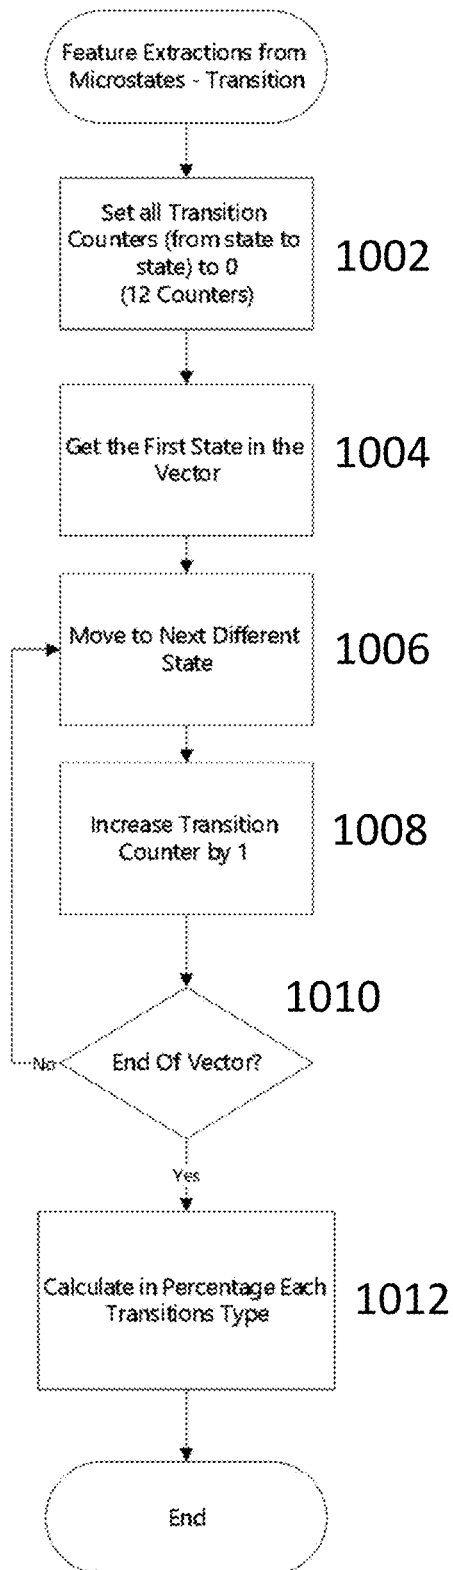 Feature Extractions from
Microstates - Transition
Set all Transition
Counters (from state to
state) to 0
(12 Counters)
1002
Get the First State in the
Vector
1004
Move to Next Different
State
1006
Increase Transition
Counter by 1
1008
1010
End Of Vector?
No
Yes
Calculate in Percentage Each
Transitions Type
1012
End